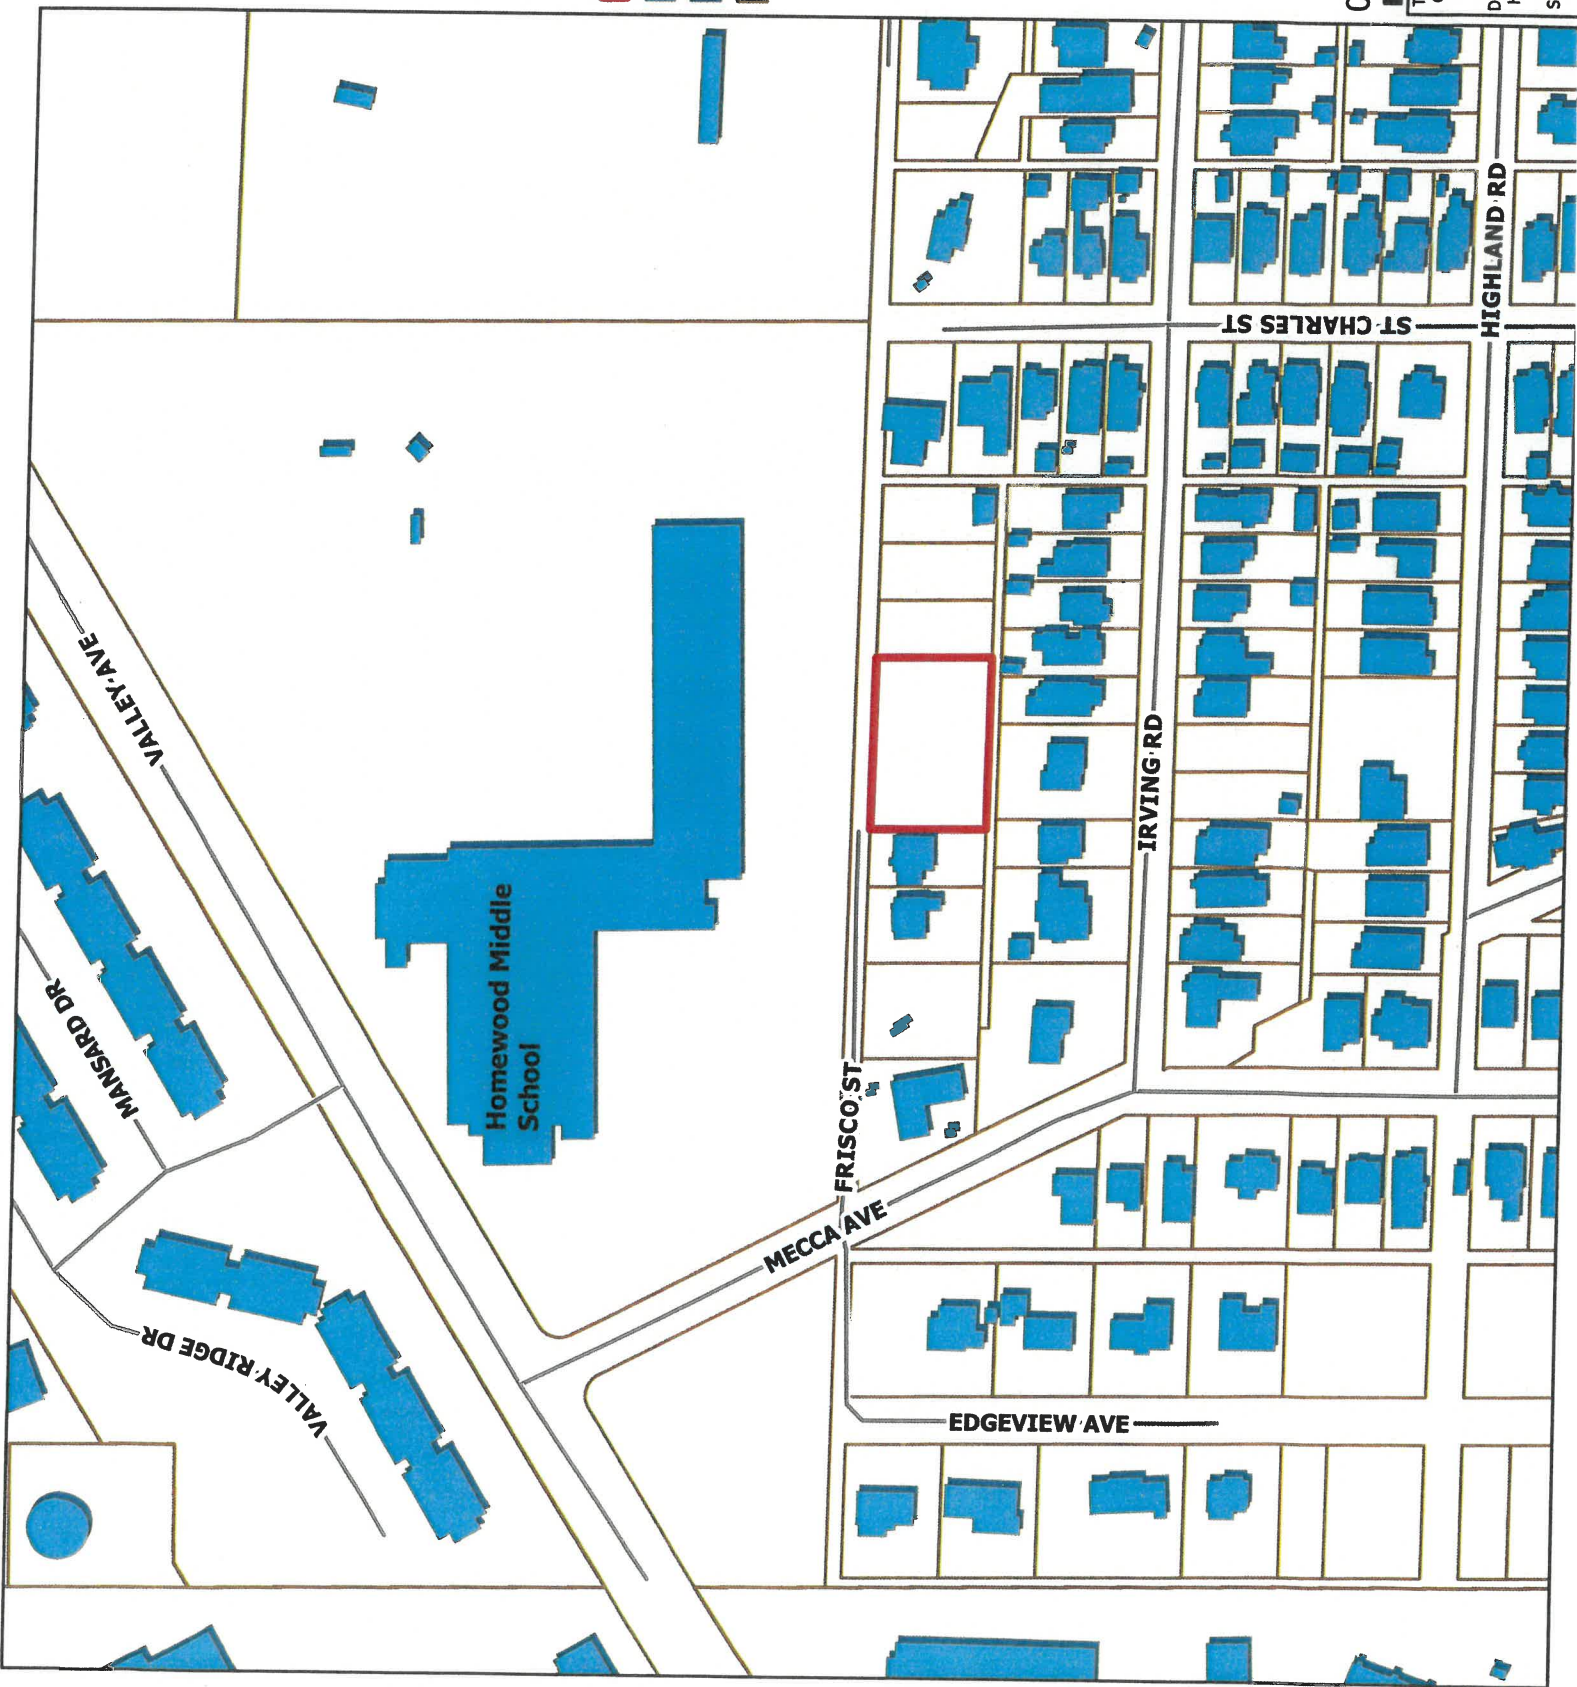 HIGHLAND RD
ST CHARLES ST
VALLEY AVE
IRVING RD
Homewood Middle
School
MANSARD DR
FRISCO ST
MECCA AVE
VALLEY RIDGE DR
EDGEVIEW AVE